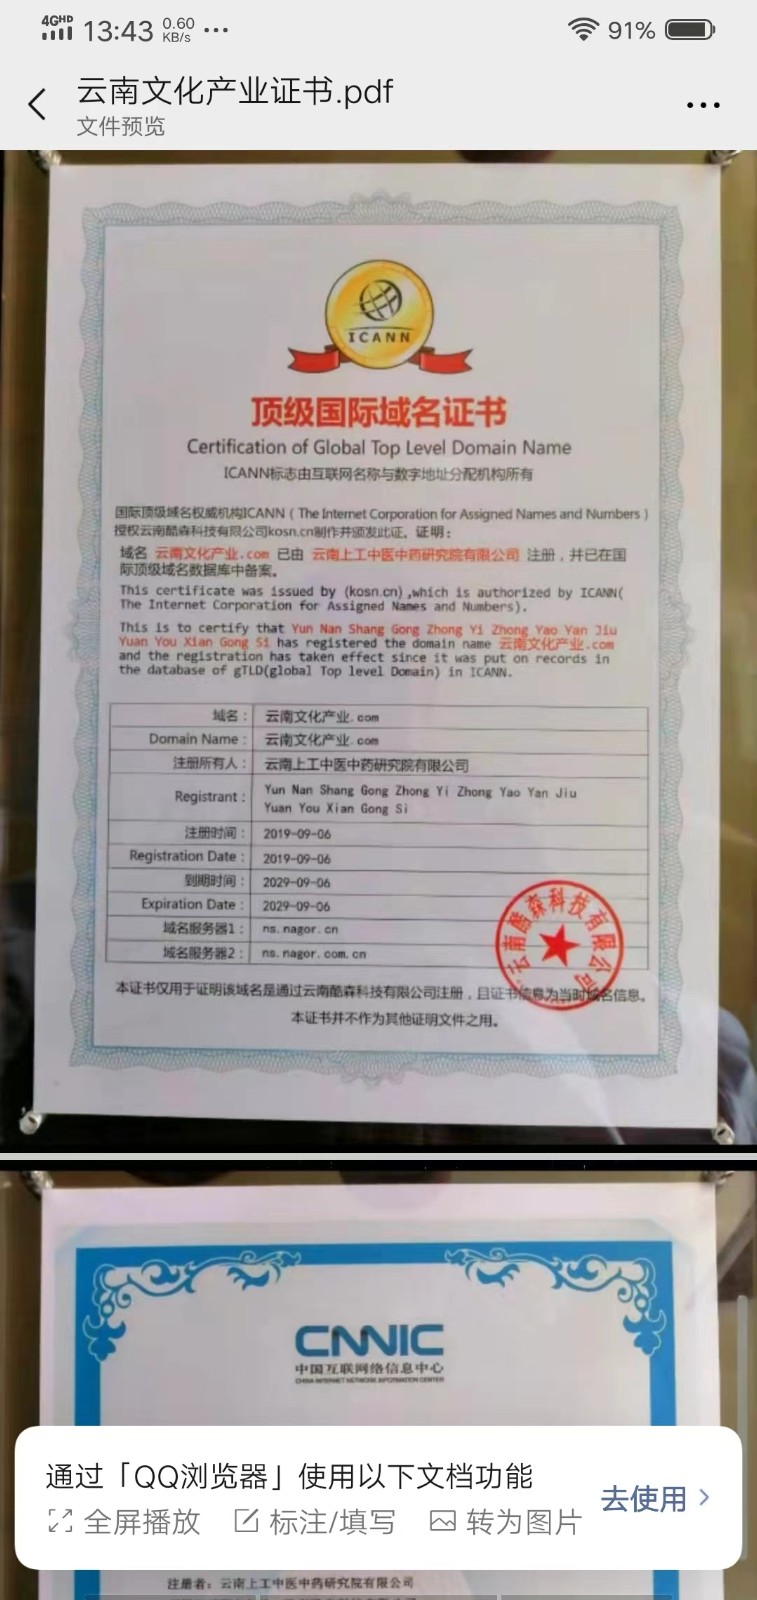 4GHD 13:43 0.60 KB/s ... 91%
云南文化产业证书.pdf
文件预览
ICANN
顶级国际域名证书
Certification of Global Top Level Domain Name
ICANN标志由互联网名称与数字地址分配机构所有
国际顶级域名权威机构ICANN ( The Internet Corporation for Assigned Names and Numbers )
授权云南酷森科技有限公司kosn.cn制作并颁发此证。证明：
域名 云南文化产业.com 已由 云南上工中医中药研究院有限公司 注册，并已在国
际顶级域名数据库中备案。
This certificate was issued by (kosn.cn) ,which is authorized by ICANN(
The Internet Corporation for Assigned Names and Numbers).
This is to certify that Yun Nan Shang Gong Zhong Yi Zhong Yao Yan Jiu
Yuan You Xian Gong Si has registered the domain name 云南文化产业.com
and the registration has taken effect since it was put on records in
the database of gTLD(global Top level Domain) in ICANN.
域名： 云南文化产业.com
Domain Name： 云南文化产业.com
注册所有人： 云南上工中医中药研究院有限公司
Registrant： Yun Nan Shang Gong Zhong Yi Zhong Yao Yan Jiu
Yuan You Xian Gong Si
注册时间： 2019-09-06
Registration Date： 2019-09-06
到期时间： 2029-09-06
Expiration Date： 2029-09-06
域名服务器1： ns.nagor.cn
域名服务器2： ns.nagor.com.cn
云南酷森科技有限公司
本证书仅用于证明该域名是通过云南酷森科技有限公司注册，且证书信息为当时域名信息。
本证书并不作为其他证明文件之用。
CNNIC
中国互联网络信息中心
CHINA INTERNET NETWORK INFORMATION CENTER
通过「QQ浏览器」使用以下文档功能
去使用 >
全屏播放 标注/填写 转为图片
注册者：云南上工中医中药研究院有限公司